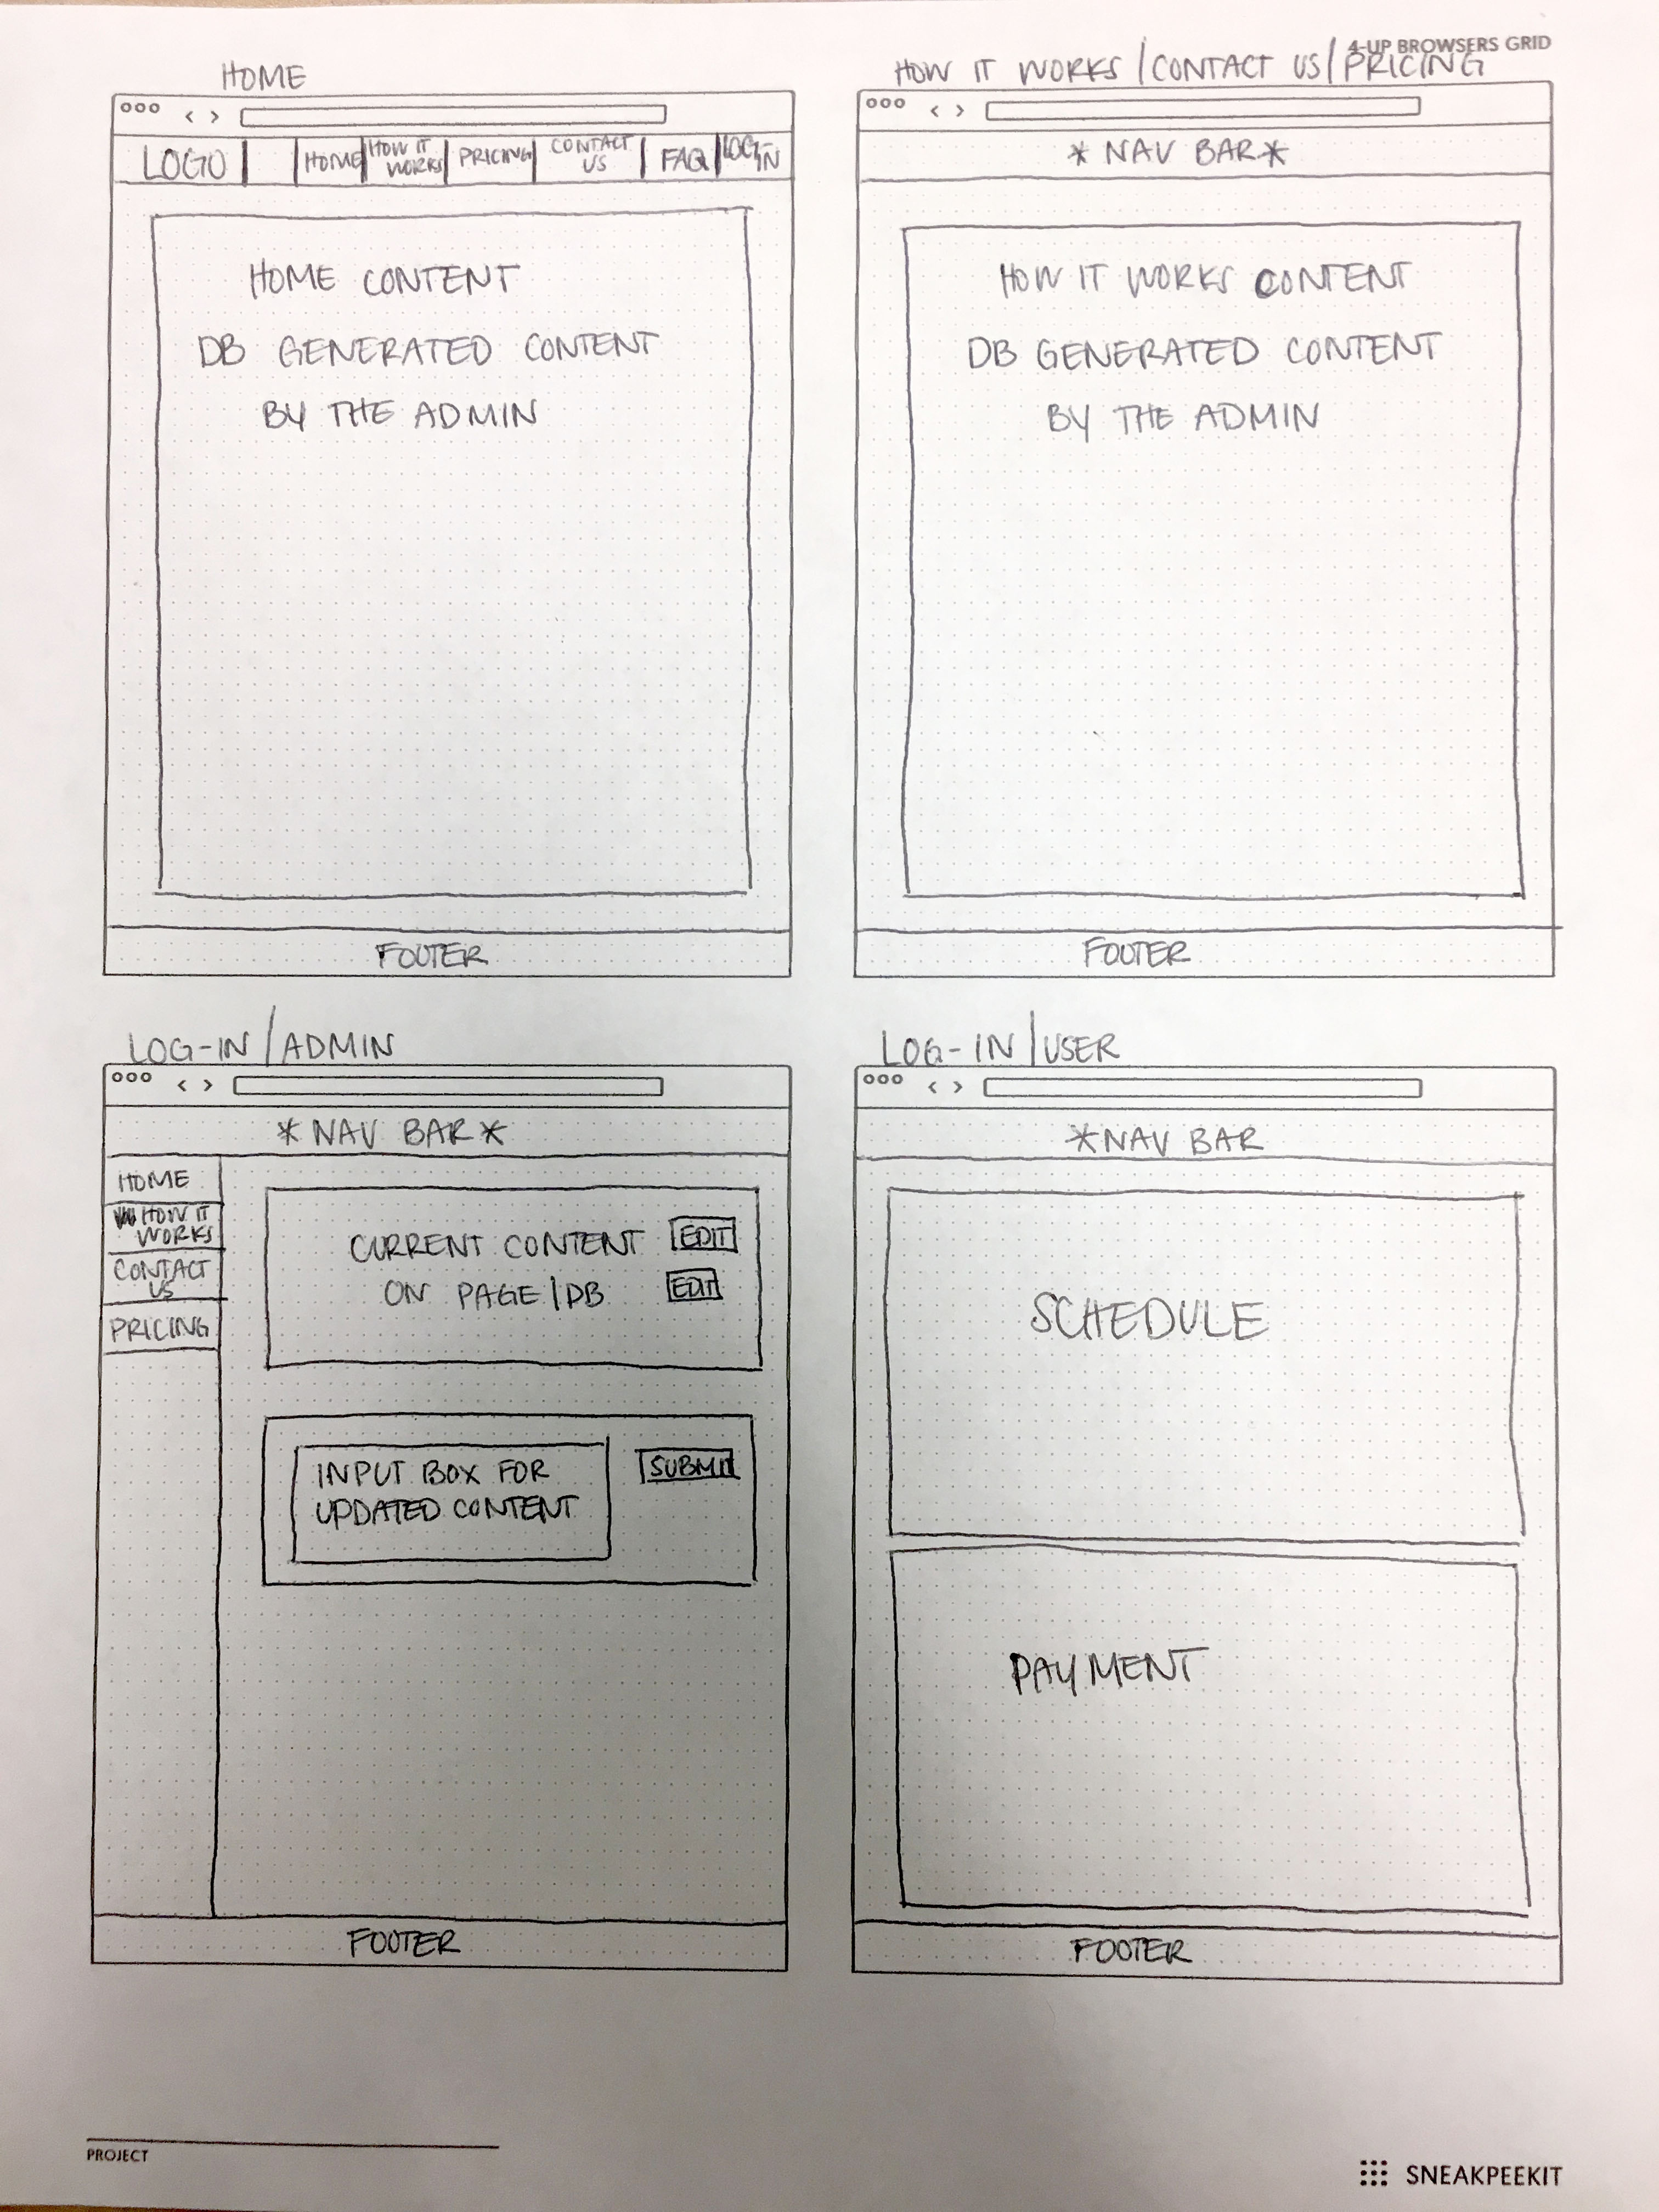 4-UP BROWSERS GRID
HOME
LOGO HOME HOW IT WORKS PRICING CONTACT US FAQ LOG-IN
HOME CONTENT
DB GENERATED CONTENT
BY THE ADMIN
FOOTER
HOW IT WORKS / CONTACT US / PRICING
* NAV BAR *
HOW IT WORKS CONTENT
DB GENERATED CONTENT
BY THE ADMIN
FOOTER
LOG-IN / ADMIN
* NAV BAR *
HOME
HOW IT
WORKS
CONTACT
US
PRICING
CURRENT CONTENT EDIT
ON PAGE / DB EDIT
INPUT BOX FOR SUBMIT
UPDATED CONTENT
FOOTER
LOG-IN / USER
* NAV BAR
SCHEDULE
PAYMENT
FOOTER
PROJECT
SNEAKPEEKIT